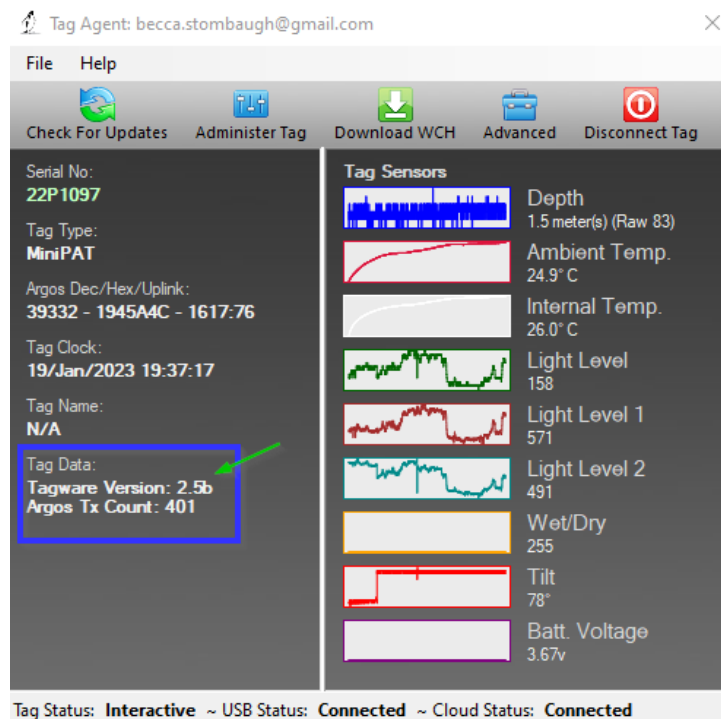 Tag Agent: becca.stombaugh@gmail.com
File Help
Check For Updates Administer Tag Download WCH Advanced Disconnect Tag
Serial No:
22P1097
Tag Type:
MiniPAT
Argos Dec/Hex/Uplink:
39332 - 1945A4C - 1617:76
Tag Clock:
19/Jan/2023 19:37:17
Tag Name:
N/A
Tag Data:
Tagware Version: 2.5b
Argos Tx Count: 401
Tag Sensors
Depth
1.5 meter(s) (Raw 83)
Ambient Temp.
24.9° C
Internal Temp.
26.0° C
Light Level
158
Light Level 1
571
Light Level 2
491
Wet/Dry
255
Tilt
78°
Batt. Voltage
3.67v
Tag Status: Interactive ~ USB Status: Connected ~ Cloud Status: Connected